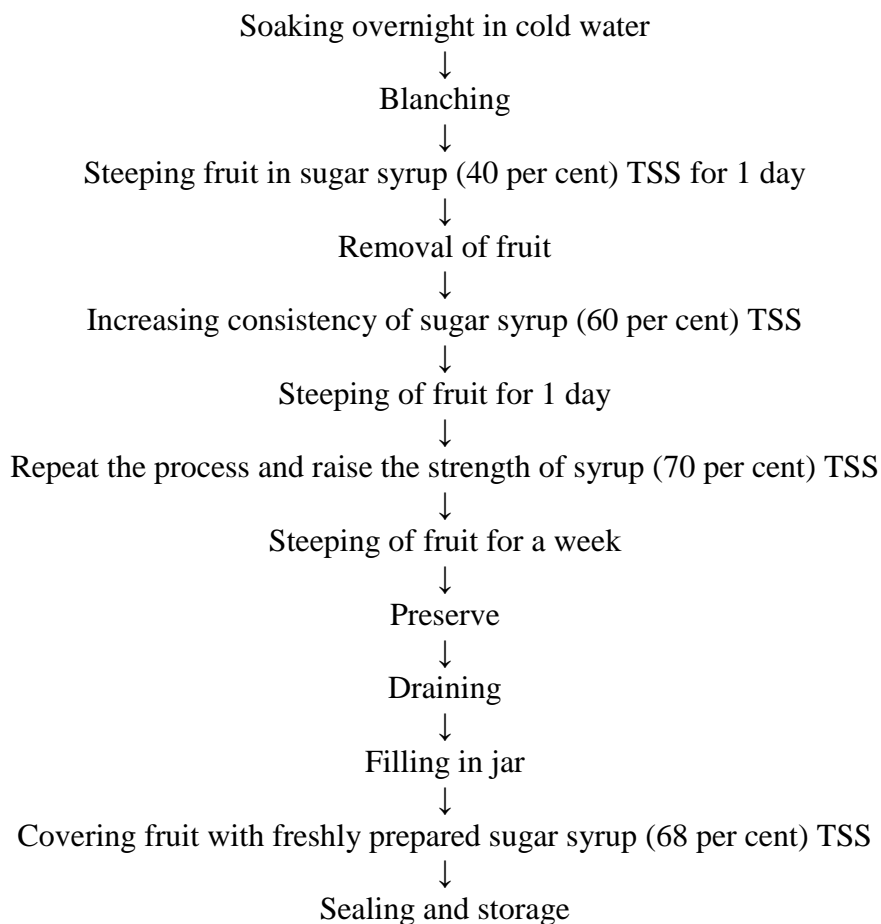 Soaking overnight in cold water
↓
Blanching
↓
Steeping fruit in sugar syrup (40 per cent) TSS for 1 day
↓
Removal of fruit
↓
Increasing consistency of sugar syrup (60 per cent) TSS
↓
Steeping of fruit for 1 day
↓
Repeat the process and raise the strength of syrup (70 per cent) TSS
↓
Steeping of fruit for a week
↓
Preserve
↓
Draining
↓
Filling in jar
↓
Covering fruit with freshly prepared sugar syrup (68 per cent) TSS
↓
Sealing and storage